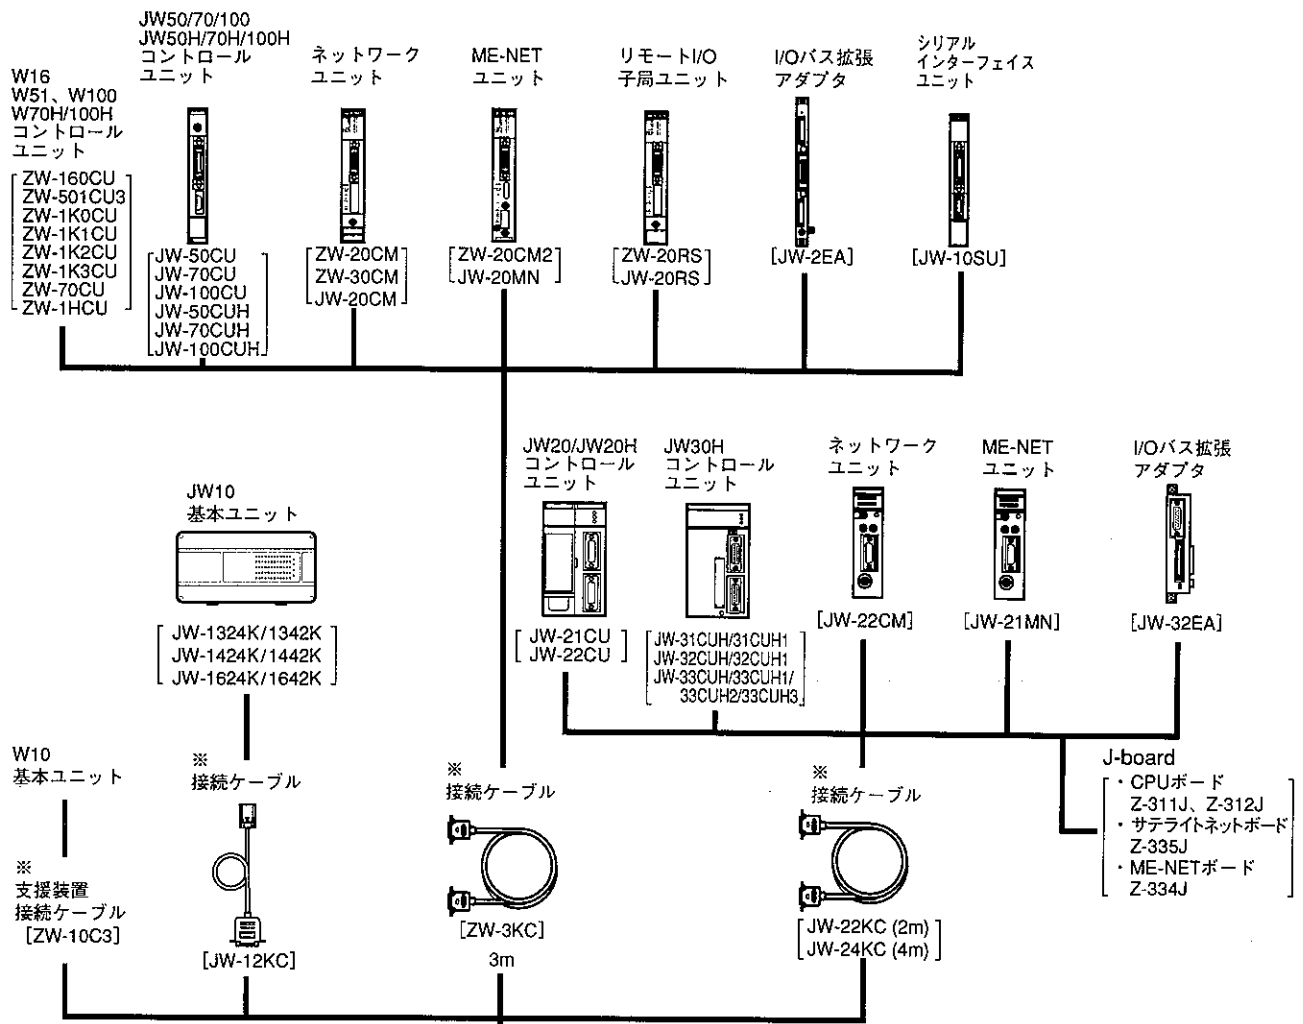 W16
W51、W100
W70H/100H
コントロール
ユニット
ZW-160CU
ZW-501CU3
ZW-1K0CU
ZW-1K1CU
ZW-1K2CU
ZW-1K3CU
ZW-70CU
ZW-1HCU
JW50/70/100
JW50H/70H/100H
コントロール
ユニット
JW-50CU
JW-70CU
JW-100CU
JW-50CUH
JW-70CUH
JW-100CUH
ネットワーク
ユニット
ZW-20CM
ZW-30CM
JW-20CM
ME-NET
ユニット
ZW-20CM2
JW-20MN
リモートI/O
子局ユニット
ZW-20RS
JW-20RS
I/Oバス拡張
アダプタ
[JW-2EA]
シリアル
インターフェイス
ユニット
[JW-10SU]
JW10
基本ユニット
JW-1324K/1342K
JW-1424K/1442K
JW-1624K/1642K
JW20/JW20H
コントロール
ユニット
JW-21CU
JW-22CU
JW30H
コントロール
ユニット
JW-31CUH/31CUH1
JW-32CUH/32CUH1
JW-33CUH/33CUH1/
33CUH2/33CUH3
ネットワーク
ユニット
[JW-22CM]
ME-NET
ユニット
[JW-21MN]
I/Oバス拡張
アダプタ
[JW-32EA]
J-board
・CPUボード
Z-311J、Z-312J
・サテライトネットボード
Z-335J
・ME-NETボード
Z-334J
W10
基本ユニット
※
支援装置
接続ケーブル
[ZW-10C3]
※
接続ケーブル
[JW-12KC]
※
接続ケーブル
[ZW-3KC]
3m
※
接続ケーブル
JW-22KC (2m)
JW-24KC (4m)